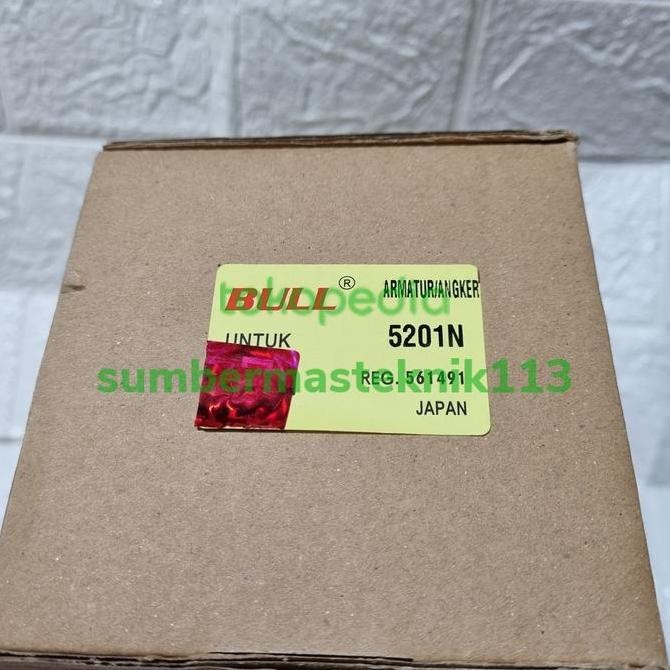 BULL® ARMATUR/ANGKER
tokopedia
UNTUK 5201N
sumbermasteknik113
REG. 561491
JAPAN